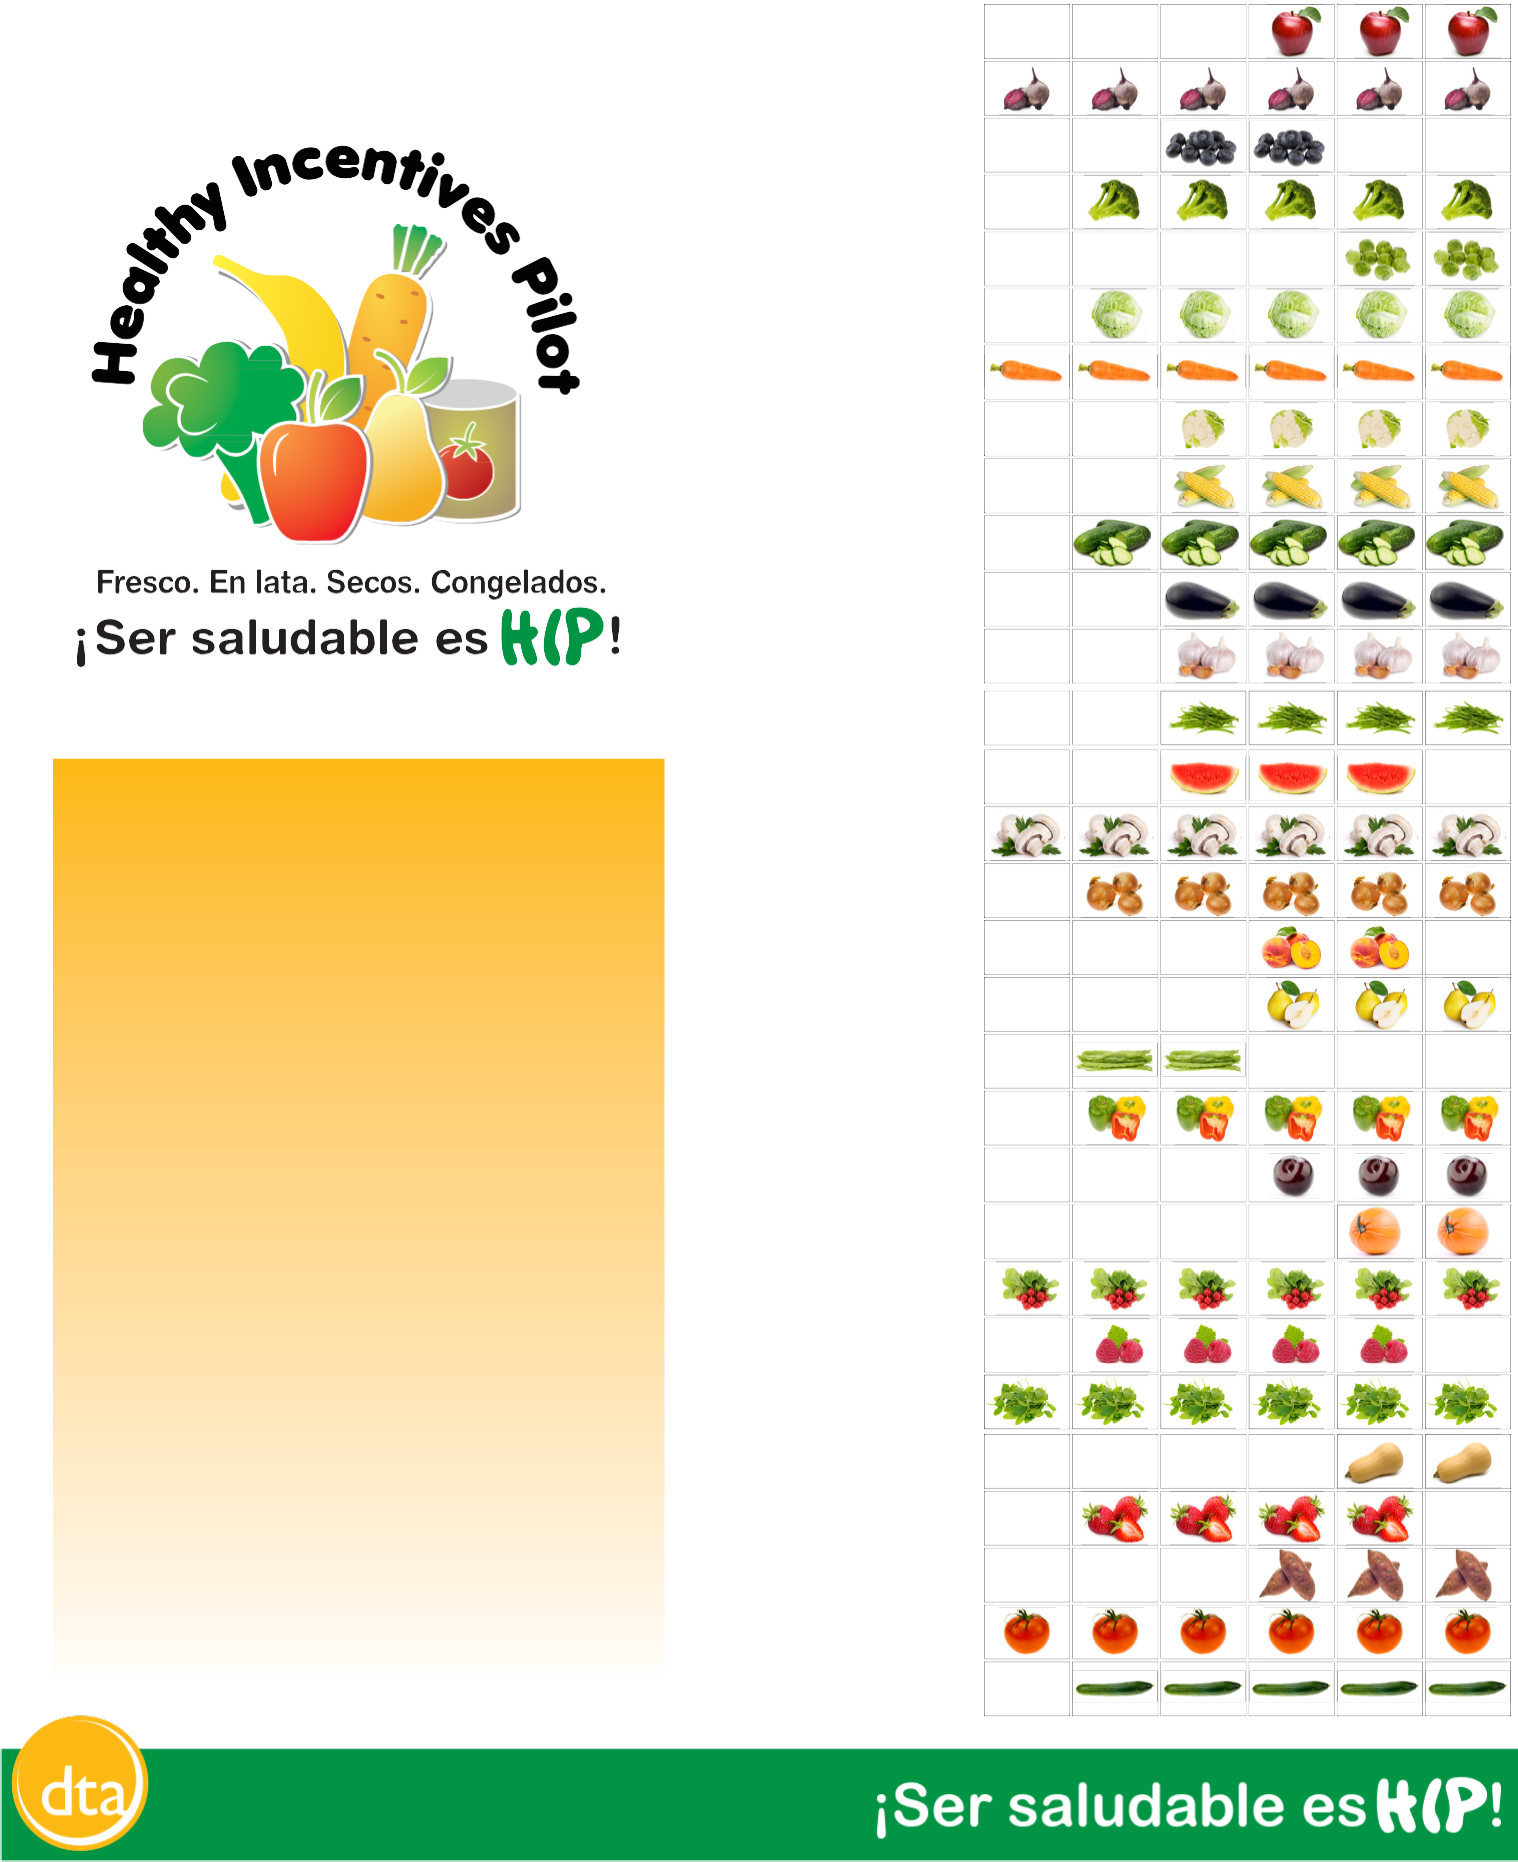 Healthy Incentives Pilot
Fresco. En lata. Secos. Congelados.
¡Ser saludable es HIP!
dta
¡Ser saludable es HIP!